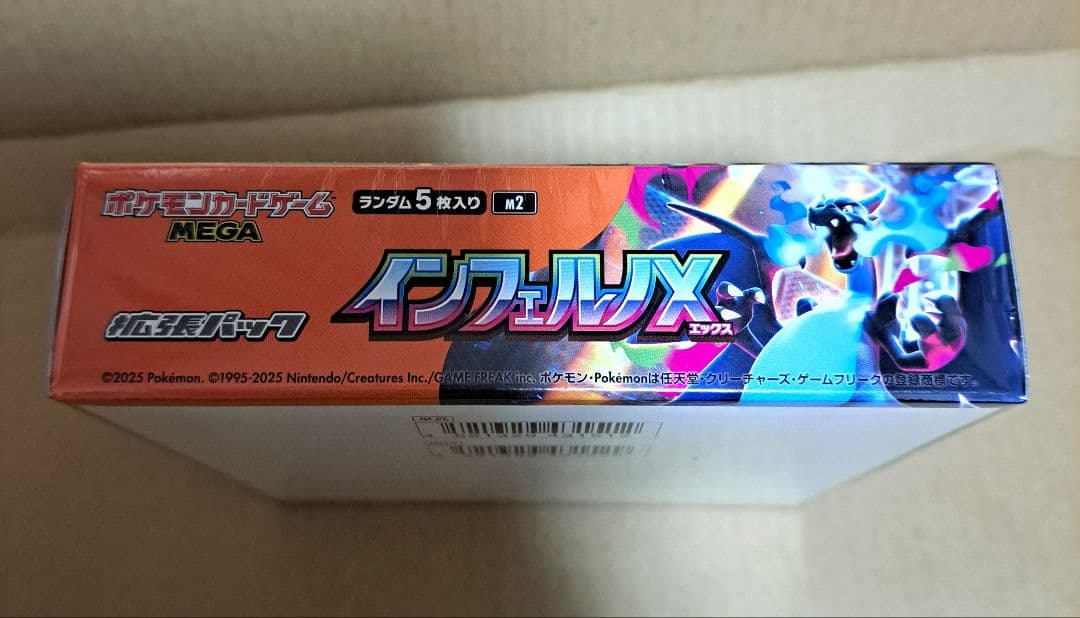 ポケモンカードゲーム
MEGA
ランダム5枚入り
M2
インフェルノX
エックス
拡張パック
©2025 Pokémon. ©1995-2025 Nintendo/Creatures Inc./GAME FREAK inc. ポケモン・Pokémonは任天堂・クリーチャーズ・ゲームフリークの登録商標です。